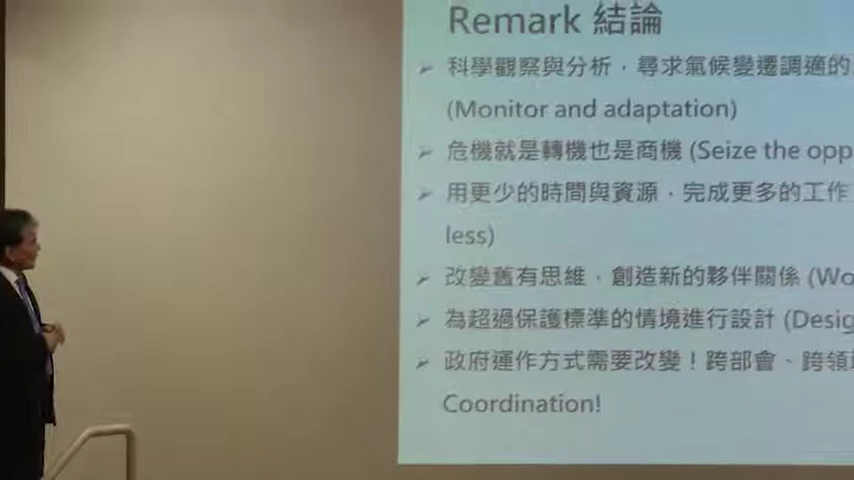 Remark 結論
➢ 科學觀察與分析，尋求氣候變遷調適的
(Monitor and adaptation)
➢ 危機就是轉機也是商機 (Seize the opp
➢ 用更少的時間與資源，完成更多的工作
less)
➢ 改變舊有思維，創造新的夥伴關係 (Wo
➢ 為超過保護標準的情境進行設計 (Desig
➢ 政府運作方式需要改變！跨部會、跨領
Coordination!